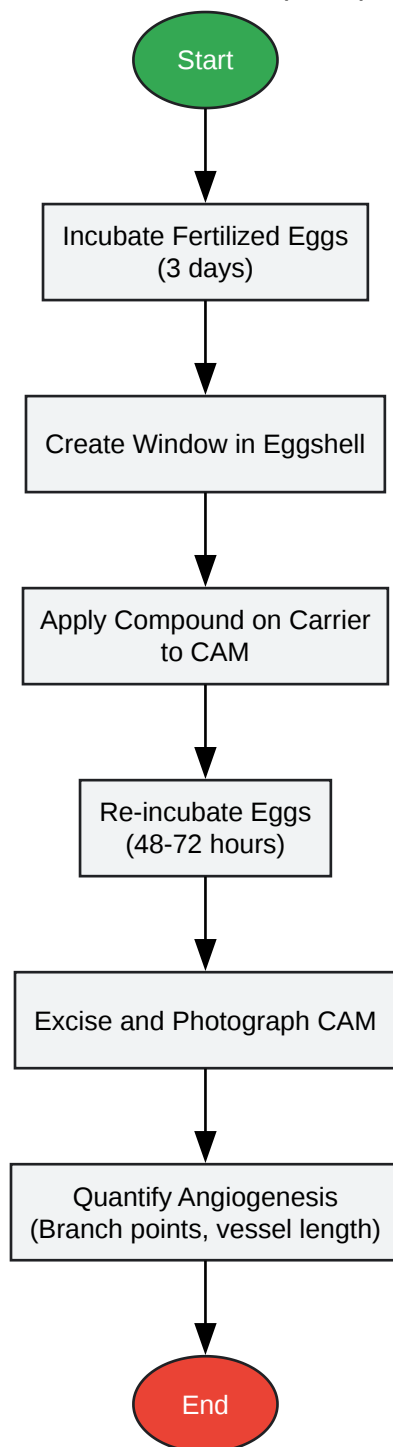 Start
Incubate Fertilized Eggs
(3 days)
Create Window in Eggshell
Apply Compound on Carrier
to CAM
Re-incubate Eggs
(48-72 hours)
Excise and Photograph CAM
Quantify Angiogenesis
(Branch points, vessel length)
End